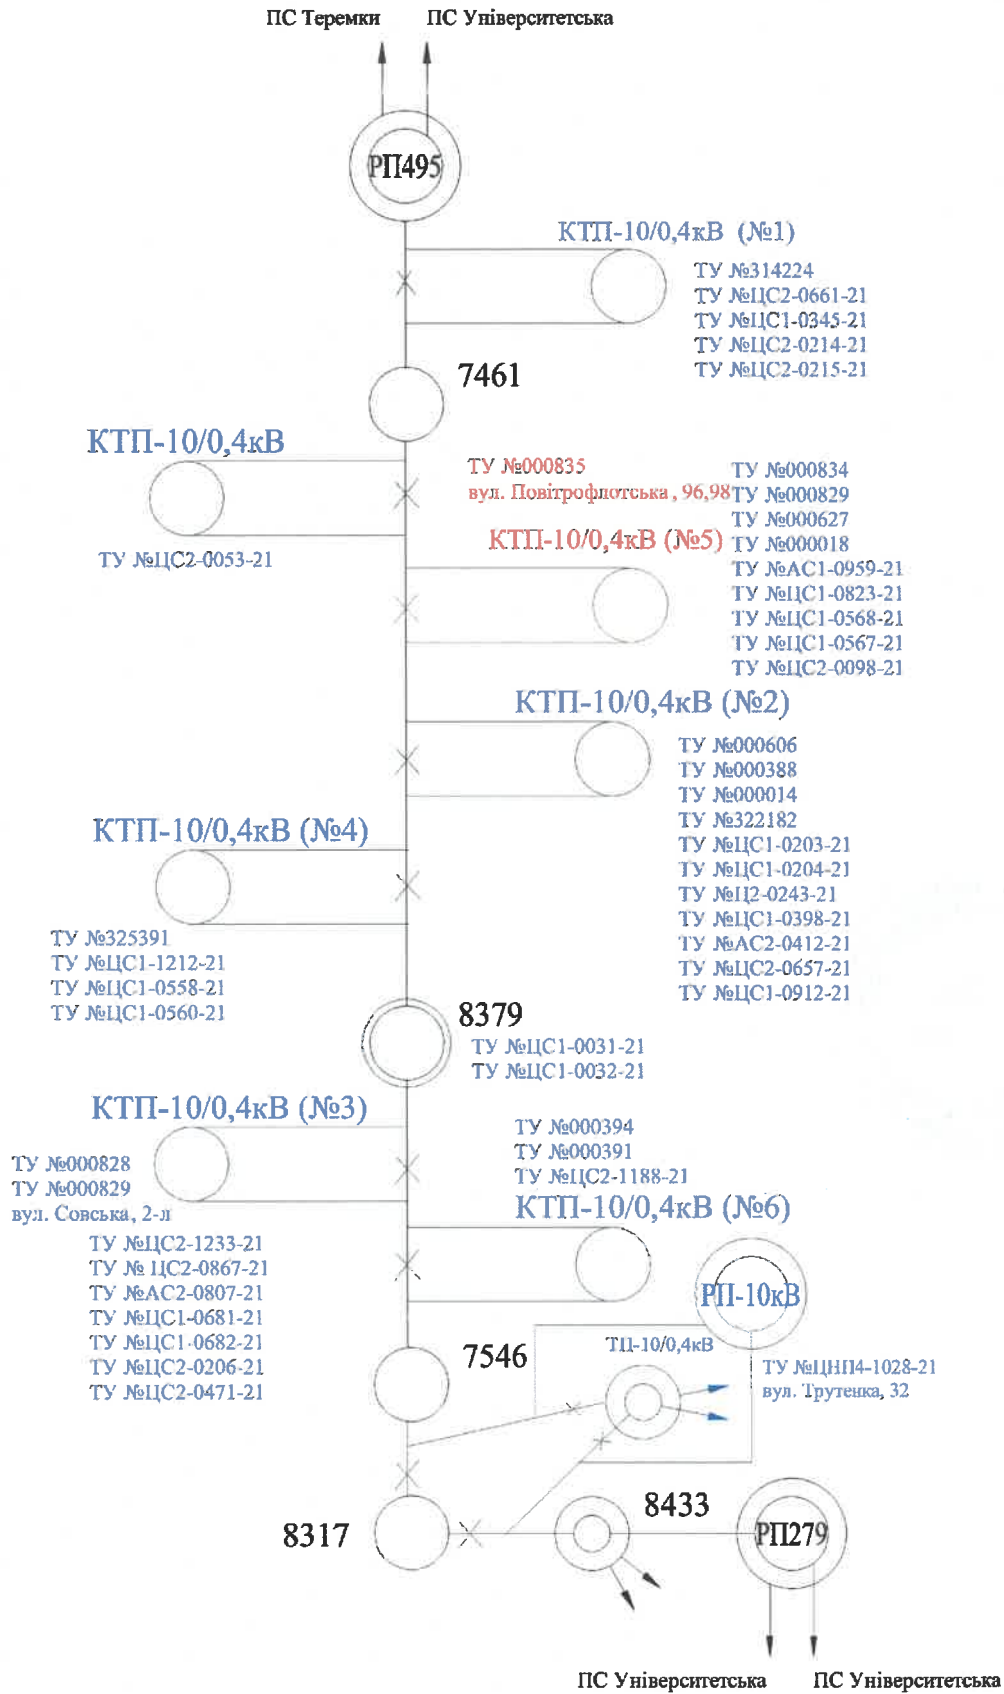 ПС Теремки
ПС Університетська
РП495
КТП-10/0,4кВ (№1)
ТУ №314224
ТУ №ЦС2-0661-21
ТУ №ЦС1-0345-21
ТУ №ЦС2-0214-21
ТУ №ЦС2-0215-21
7461
КТП-10/0,4кВ
ТУ №ЦС2-0053-21
ТУ №000835
вул. Повітрофлотська, 96,98
КТП-10/0,4кВ (№5)
ТУ №000834
ТУ №000829
ТУ №000627
ТУ №000018
ТУ №АС1-0959-21
ТУ №ЦС1-0823-21
ТУ №ЦС1-0568-21
ТУ №ЦС1-0567-21
ТУ №ЦС2-0098-21
КТП-10/0,4кВ (№2)
ТУ №000606
ТУ №000388
ТУ №000014
ТУ №322182
ТУ №ЦС1-0203-21
ТУ №ЦС1-0204-21
ТУ №Ц2-0243-21
ТУ №ЦС1-0398-21
ТУ №АС2-0412-21
ТУ №ЦС2-0657-21
ТУ №ЦС1-0912-21
КТП-10/0,4кВ (№4)
ТУ №325391
ТУ №ЦС1-1212-21
ТУ №ЦС1-0558-21
ТУ №ЦС1-0560-21
8379
ТУ №ЦС1-0031-21
ТУ №ЦС1-0032-21
КТП-10/0,4кВ (№3)
ТУ №000828
ТУ №000829
вул. Совська, 2-л
ТУ №ЦС2-1233-21
ТУ № ЦС2-0867-21
ТУ №АС2-0807-21
ТУ №ЦС1-0681-21
ТУ №ЦС1-0682-21
ТУ №ЦС2-0206-21
ТУ №ЦС2-0471-21
ТУ №000394
ТУ №000391
ТУ №ЦС2-1188-21
КТП-10/0,4кВ (№6)
РП-10кВ
7546
ТП-10/0,4кВ
ТУ №ЦНП4-1028-21
вул. Трутенка, 32
8317
8433
РП279
ПС Університетська
ПС Університетська